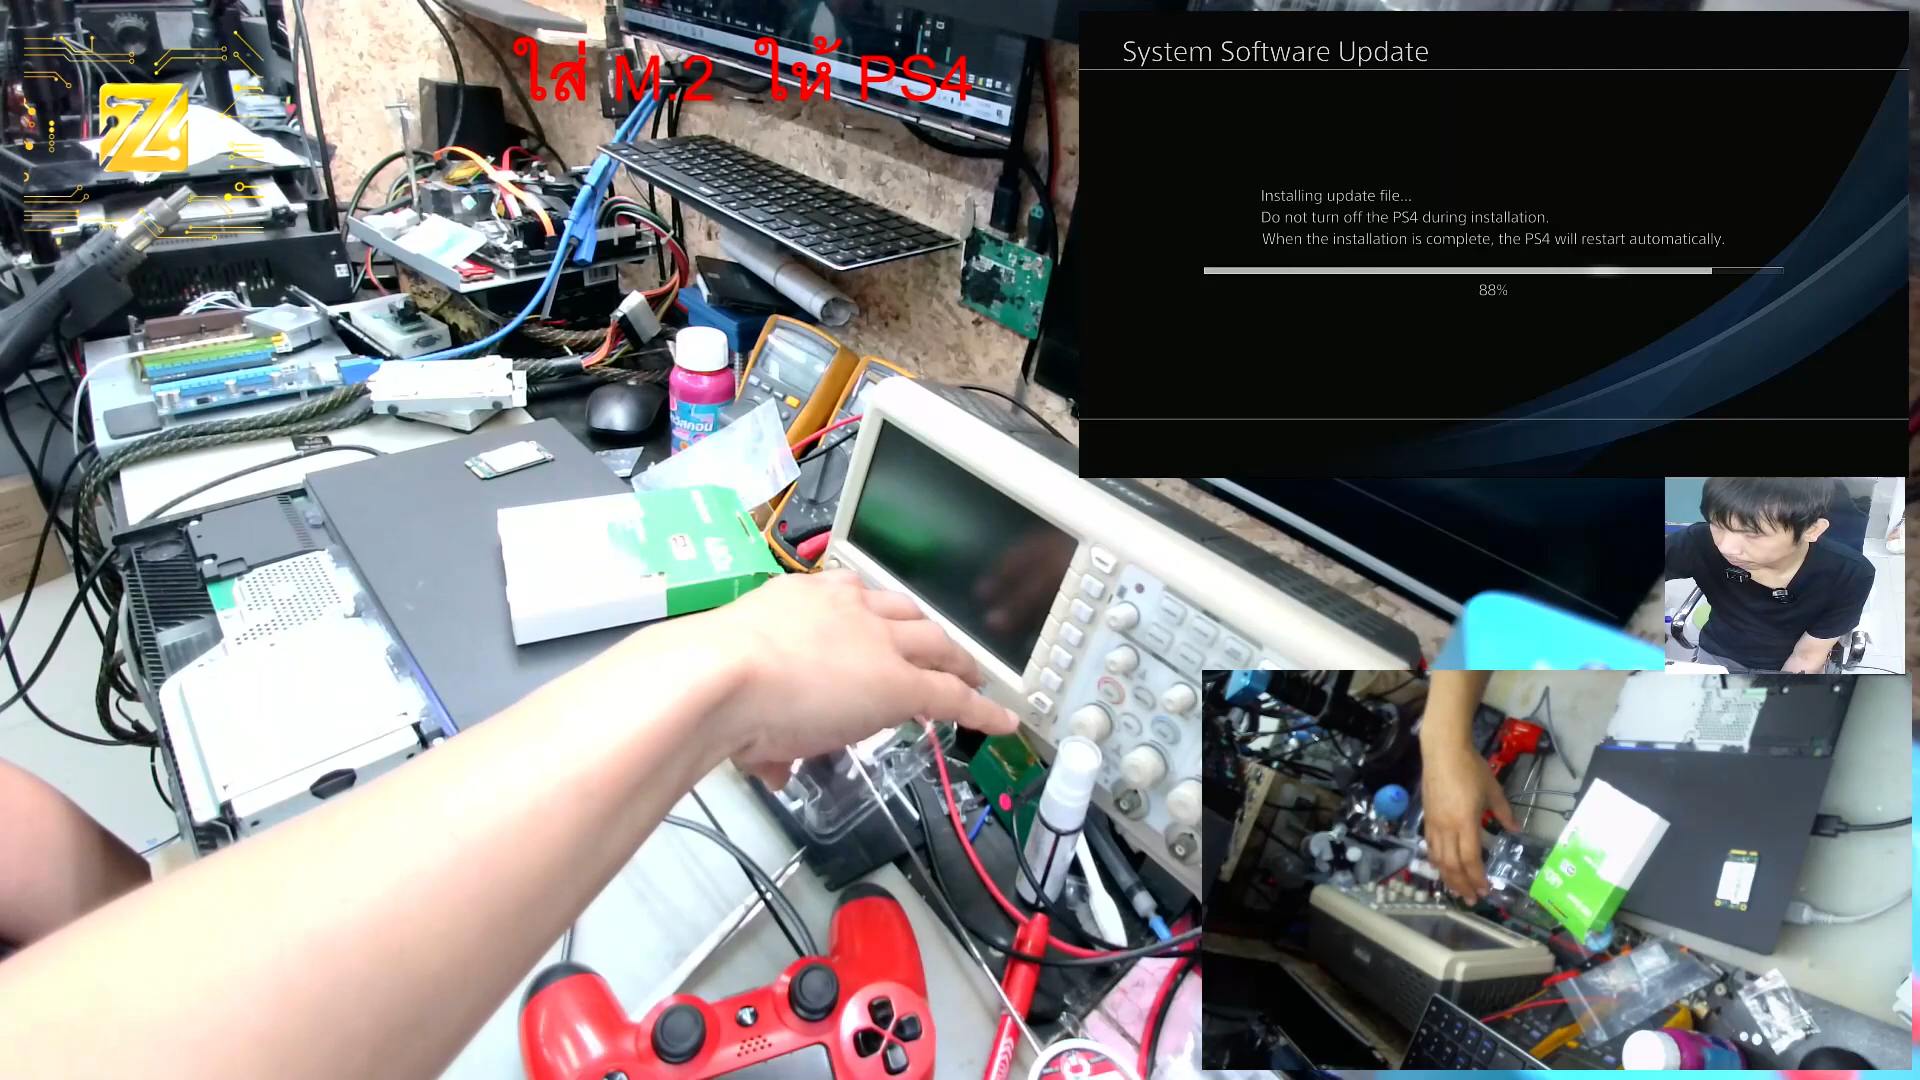 ใส่ M.2 ให้ PS4
Z
System Software Update
Installing update file...
Do not turn off the PS4 during installation.
When the installation is complete, the PS4 will restart automatically.
88%